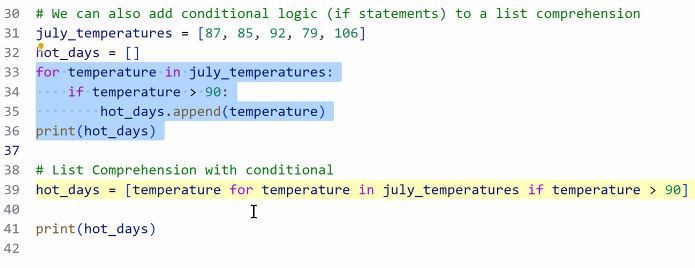 30 # We can also add conditional logic (if statements) to a list comprehension
31 july_temperatures = [87, 85, 92, 79, 106]
32 hot_days = []
33 for temperature in july_temperatures:
34     if temperature > 90:
35         hot_days.append(temperature)
36 print(hot_days)
37
38 # List Comprehension with conditional
39 hot_days = [temperature for temperature in july_temperatures if temperature > 90]
40
41 print(hot_days)
42